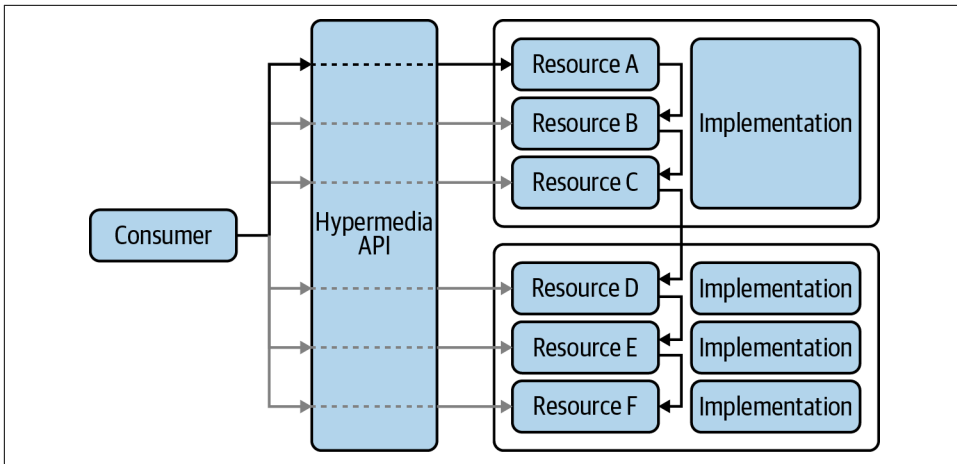 Consumer
Hypermedia
API
Resource A
Resource B
Resource C
Implementation
Resource D
Implementation
Resource E
Implementation
Resource F
Implementation